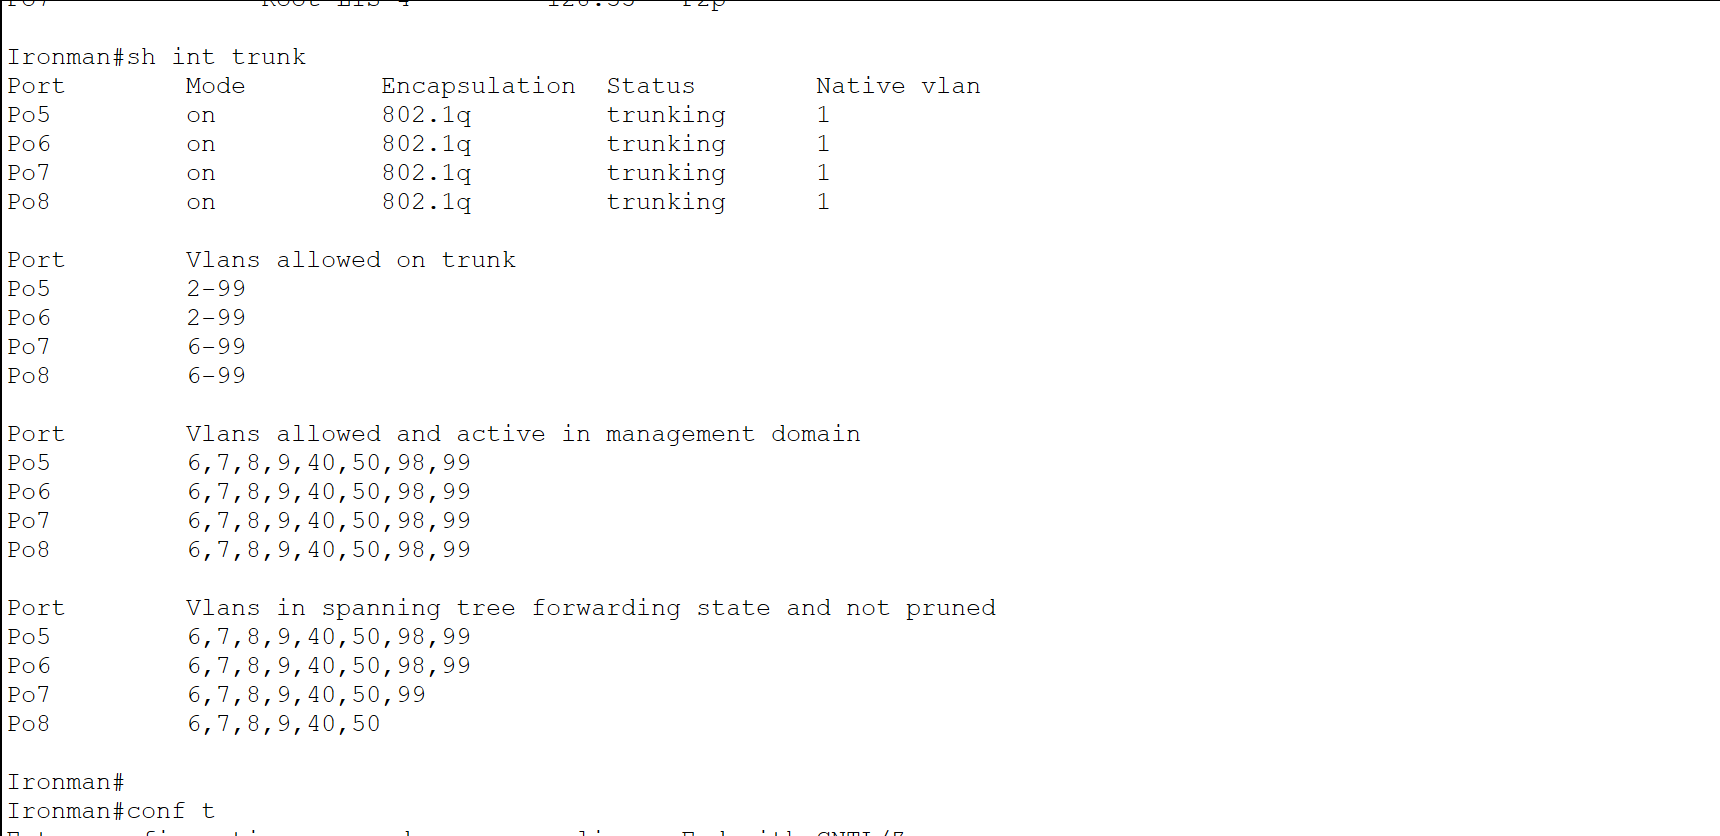 Ironman#sh int trunk
Port Mode Encapsulation Status Native vlan
Po5 on 802.1q trunking 1
Po6 on 802.1q trunking 1
Po7 on 802.1q trunking 1
Po8 on 802.1q trunking 1
Port Vlans allowed on trunk
Po5 2-99
Po6 2-99
Po7 6-99
Po8 6-99
Port Vlans allowed and active in management domain
Po5 6,7,8,9,40,50,98,99
Po6 6,7,8,9,40,50,98,99
Po7 6,7,8,9,40,50,98,99
Po8 6,7,8,9,40,50,98,99
Port Vlans in spanning tree forwarding state and not pruned
Po5 6,7,8,9,40,50,98,99
Po6 6,7,8,9,40,50,98,99
Po7 6,7,8,9,40,50,99
Po8 6,7,8,9,40,50
Ironman#
Ironman#conf t